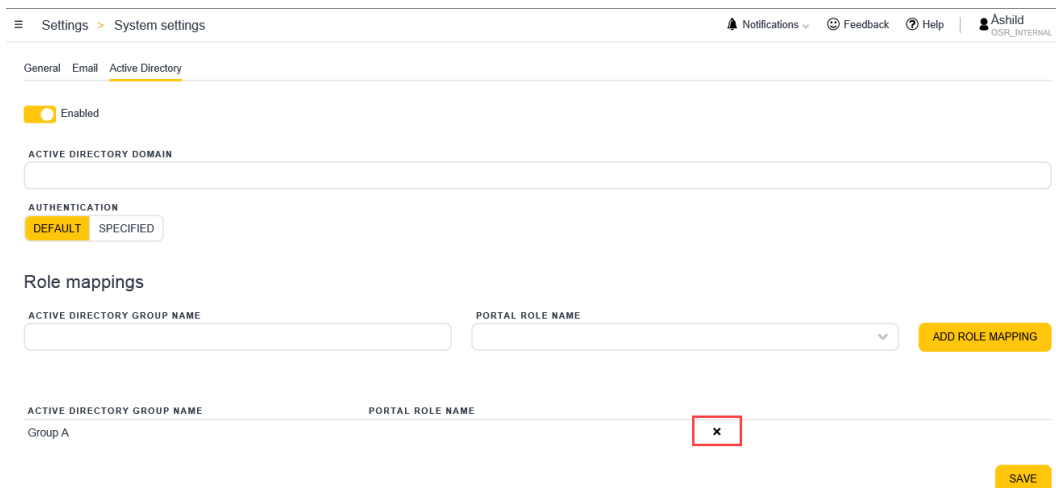 Settings > System settings
Notifications
Feedback
Help
Åshild
OSR_INTERNAL
General Email Active Directory
Enabled
ACTIVE DIRECTORY DOMAIN
AUTHENTICATION
DEFAULT SPECIFIED
Role mappings
ACTIVE DIRECTORY GROUP NAME PORTAL ROLE NAME
ADD ROLE MAPPING
ACTIVE DIRECTORY GROUP NAME PORTAL ROLE NAME
Group A
SAVE